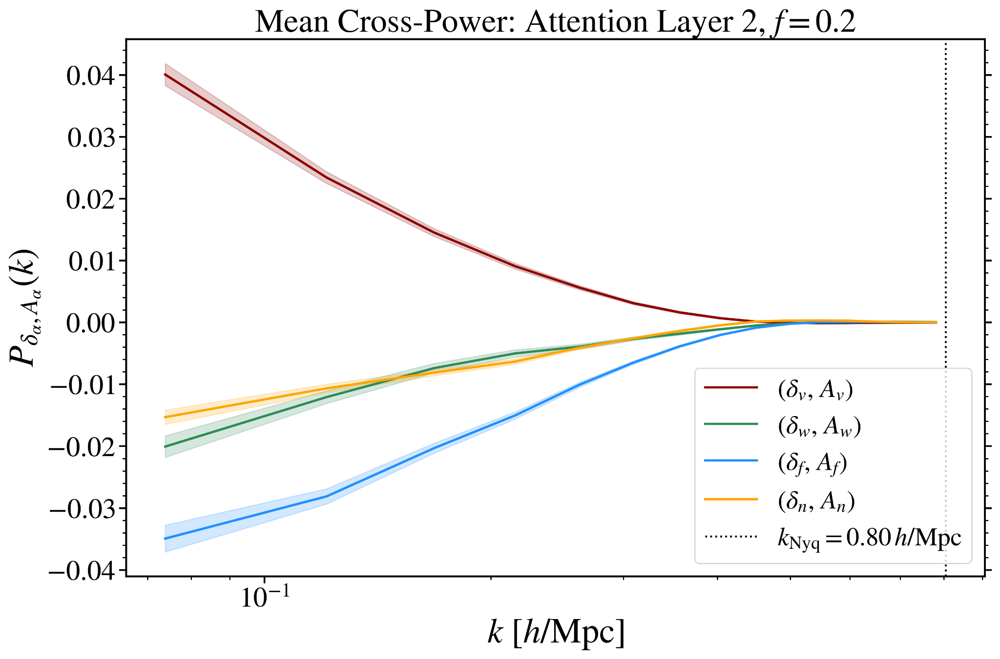 Mean Cross-Power: Attention Layer 2, f = 0.2
0.04
0.03
0.02
0.01
0.00
−0.01
−0.02
−0.03
−0.04
P_{δ_α, A_α}(k)
(δ_v, A_v)
(δ_w, A_w)
(δ_f, A_f)
(δ_n, A_n)
k_{Nyq} = 0.80 h/Mpc
10^{−1}
k [h/Mpc]